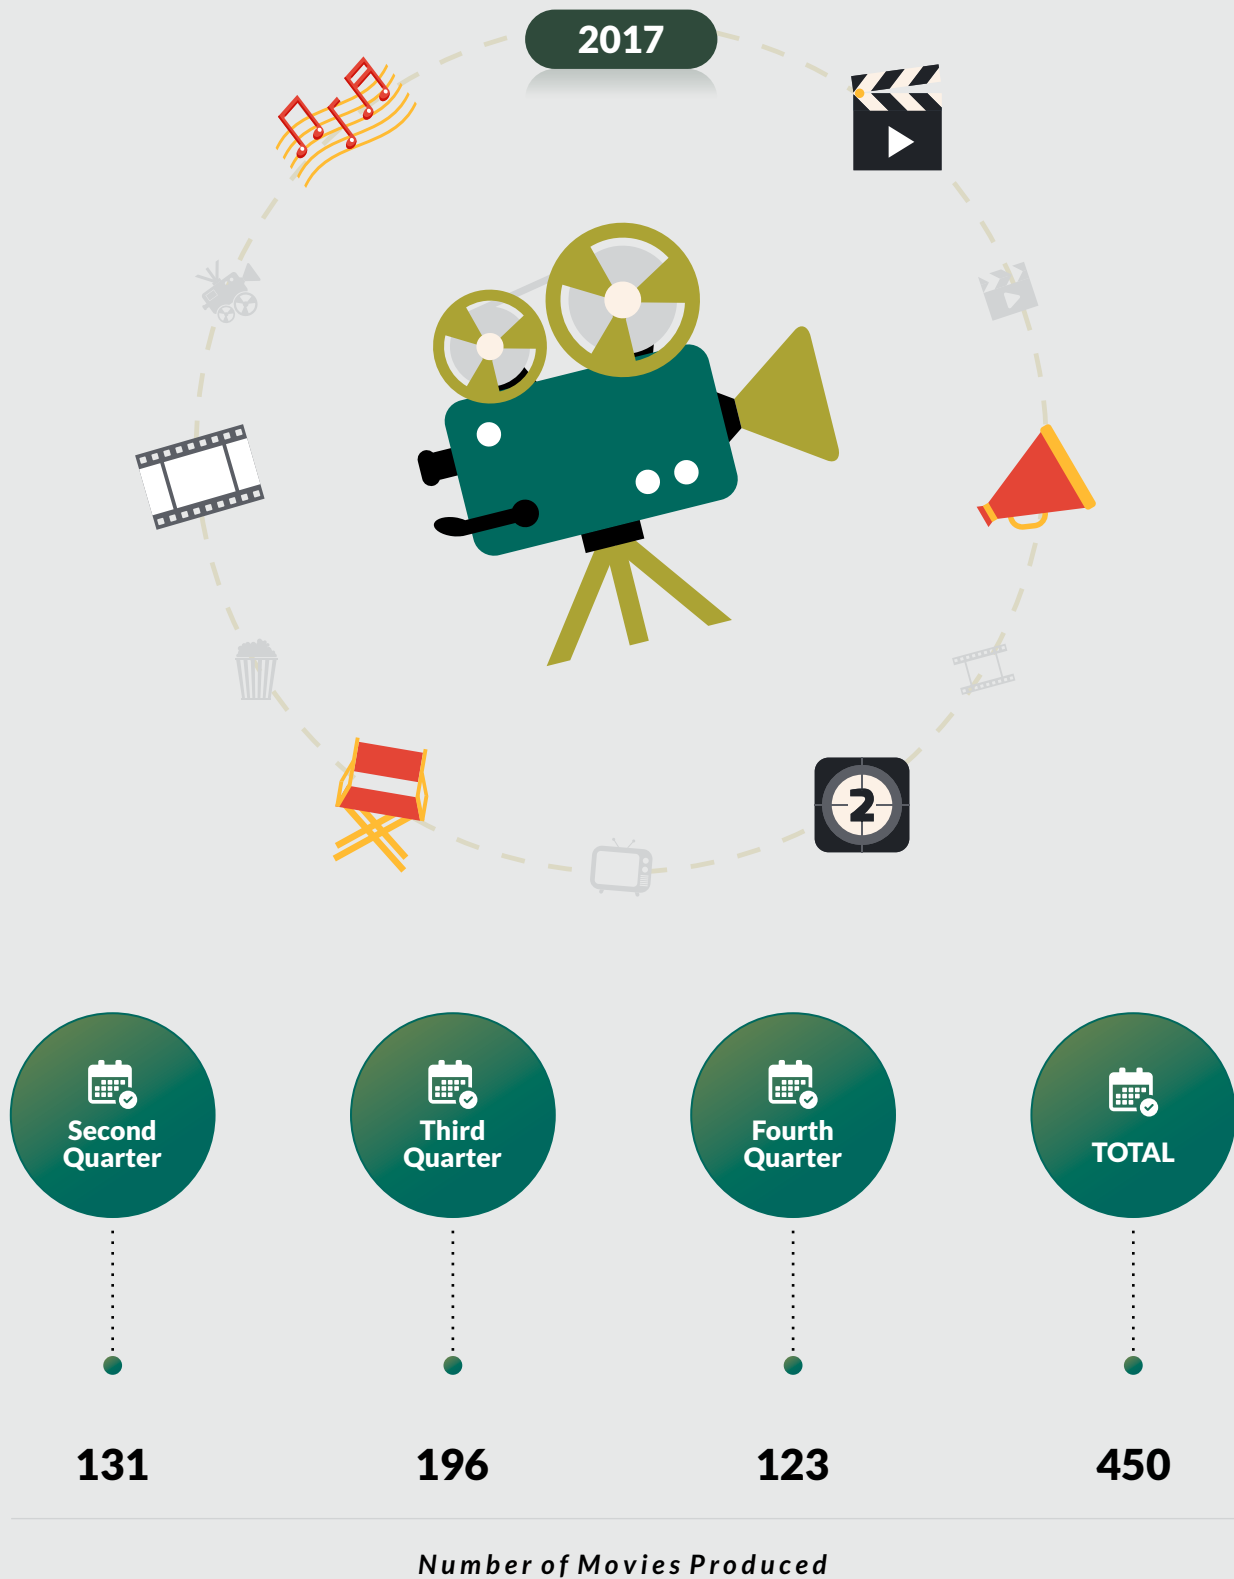 2017
2
Second
Quarter
Third
Quarter
Fourth
Quarter
TOTAL
131
196
123
450
Number of Movies Produced